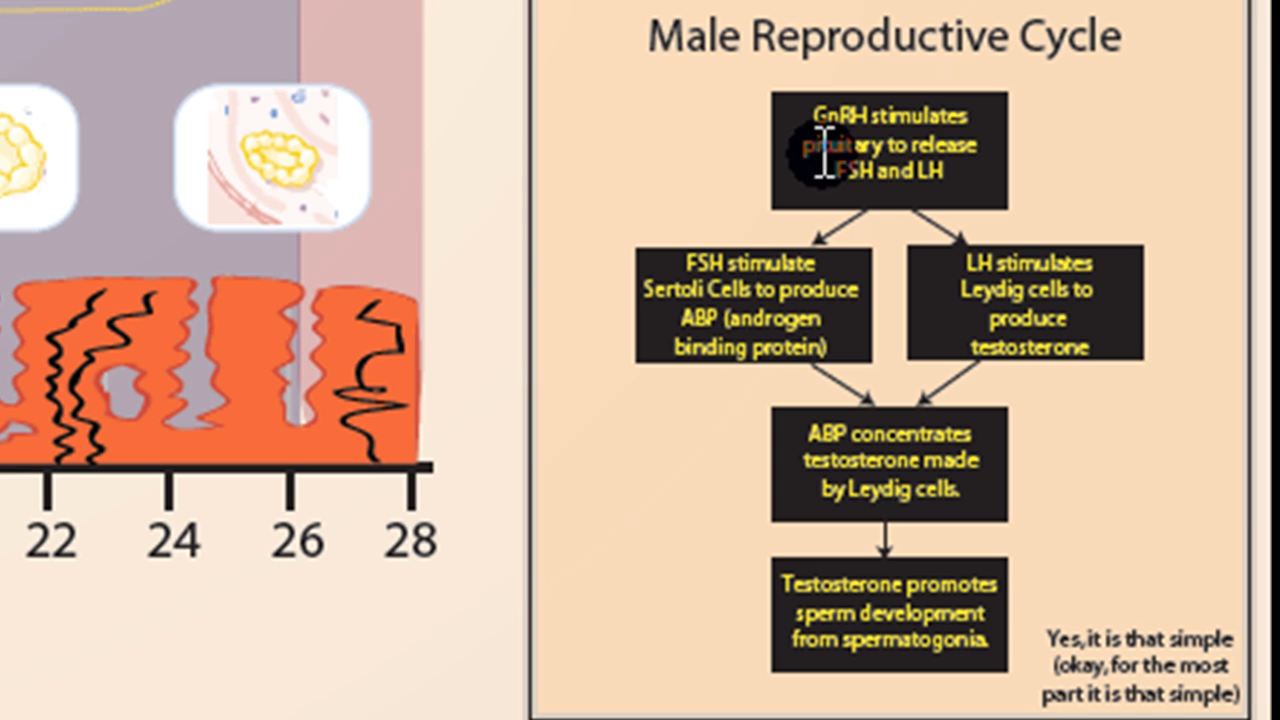 Male Reproductive Cycle
GnRH stimulates
pituitary to release
FSH and LH
FSH stimulate
Sertoli Cells to produce
ABP (androgen
binding protein)
LH stimulates
Leydig cells to
produce
testosterone
ABP concentrates
testosterone made
by Leydig cells.
Testosterone promotes
sperm development
from spermatogonia.
Yes, it is that simple
(okay, for the most
part it is that simple)
22 24 26 28